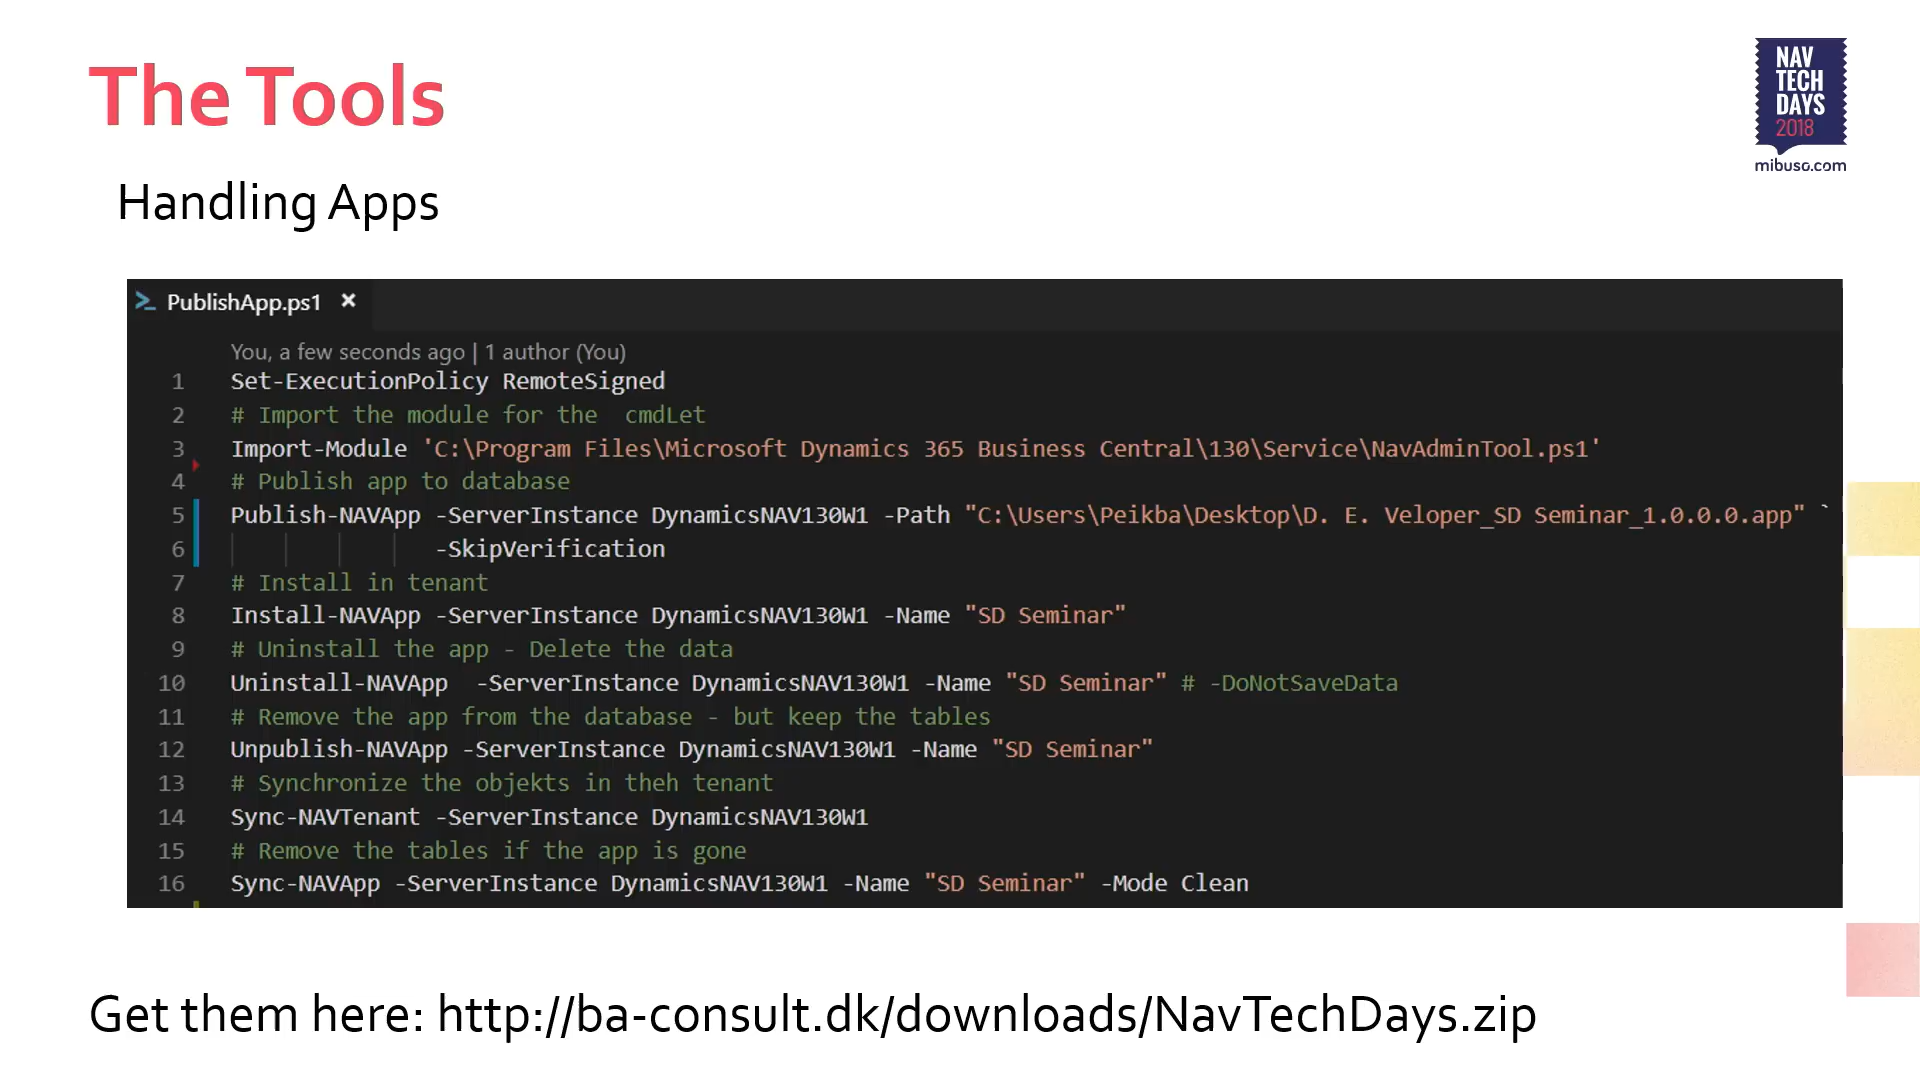 The Tools
NAV
TECH
DAYS
2018
mibuso.com
Handling Apps
PublishApp.ps1 ×
You, a few seconds ago | 1 author (You)
1 Set-ExecutionPolicy RemoteSigned
2 # Import the module for the  cmdLet
3 Import-Module 'C:\Program Files\Microsoft Dynamics 365 Business Central\130\Service\NavAdminTool.ps1'
4 # Publish app to database
5 Publish-NAVApp -ServerInstance DynamicsNAV130W1 -Path "C:\Users\Peikba\Desktop\D. E. Veloper_SD Seminar_1.0.0.0.app" `
6 -SkipVerification
7 # Install in tenant
8 Install-NAVApp -ServerInstance DynamicsNAV130W1 -Name "SD Seminar"
9 # Uninstall the app - Delete the data
10 Uninstall-NAVApp  -ServerInstance DynamicsNAV130W1 -Name "SD Seminar" # -DoNotSaveData
11 # Remove the app from the database - but keep the tables
12 Unpublish-NAVApp -ServerInstance DynamicsNAV130W1 -Name "SD Seminar"
13 # Synchronize the objekts in theh tenant
14 Sync-NAVTenant -ServerInstance DynamicsNAV130W1
15 # Remove the tables if the app is gone
16 Sync-NAVApp -ServerInstance DynamicsNAV130W1 -Name "SD Seminar" -Mode Clean
Get them here: http://ba-consult.dk/downloads/NavTechDays.zip